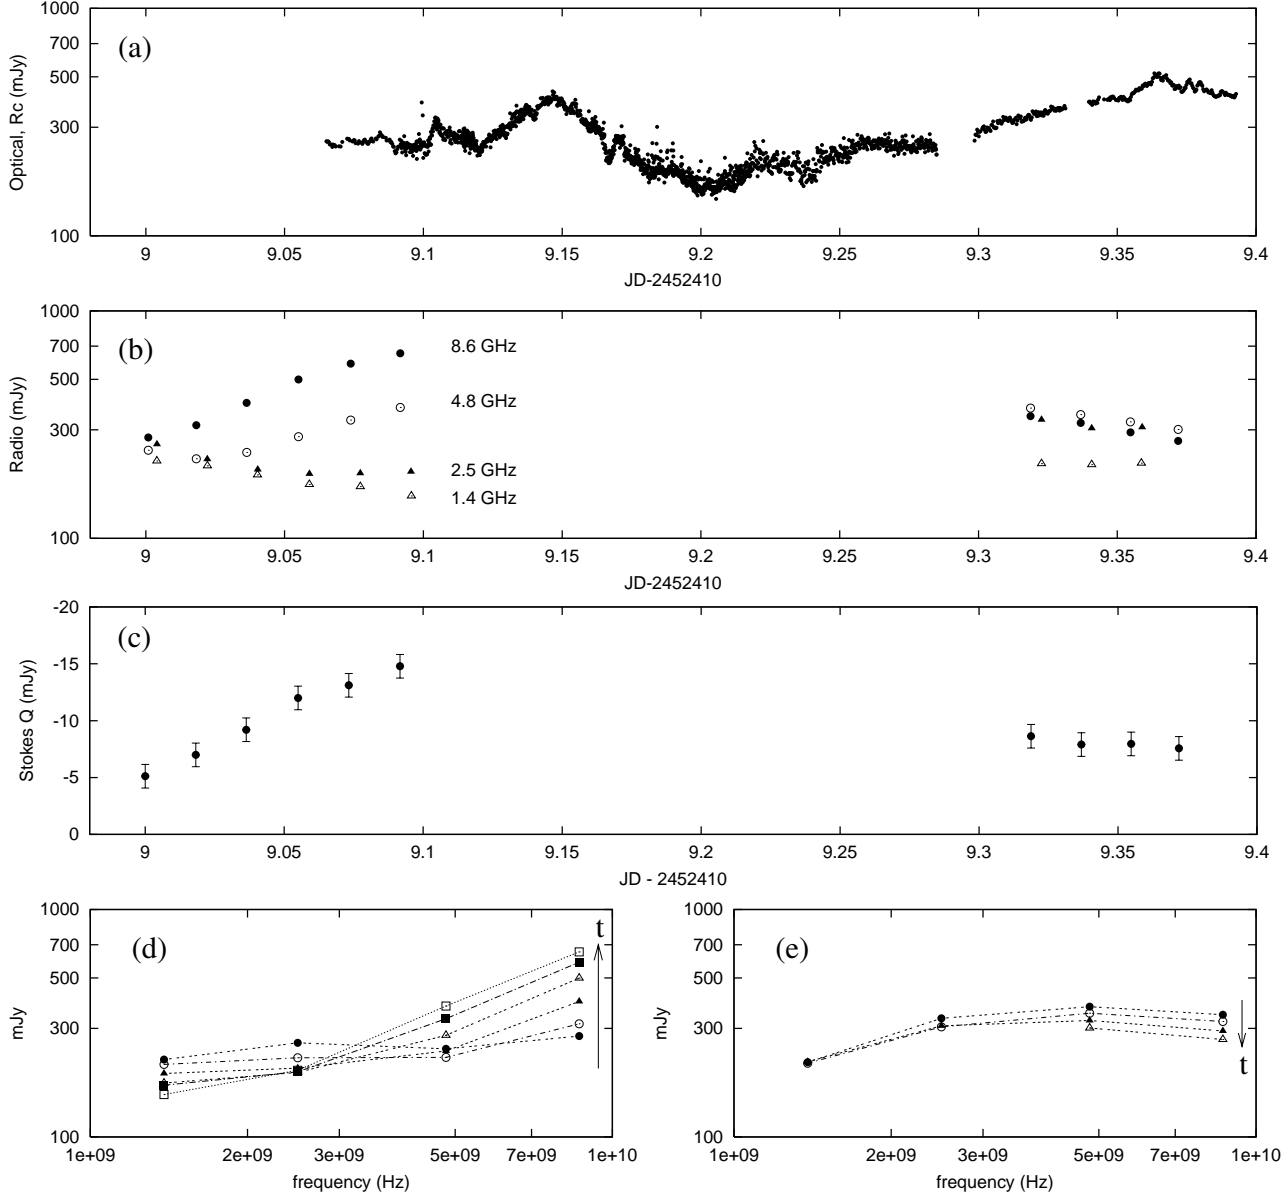 1000
700
500
300
100
Optical, Rc (mJy)
(a)
9 9.05 9.1 9.15 9.2 9.25 9.3 9.35 9.4
JD-2452410
1000
700
500
300
100
Radio (mJy)
(b)
8.6 GHz
4.8 GHz
2.5 GHz
1.4 GHz
9 9.05 9.1 9.15 9.2 9.25 9.3 9.35 9.4
JD-2452410
-20
-15
-10
-5
0
Stokes Q (mJy)
(c)
9 9.05 9.1 9.15 9.2 9.25 9.3 9.35 9.4
JD - 2452410
1000
700
500
300
100
mJy
(d)
t
1e+09 2e+09 3e+09 5e+09 7e+09 1e+10
frequency (Hz)
1000
700
500
300
100
mJy
(e)
t
1e+09 2e+09 3e+09 5e+09 7e+09 1e+10
frequency (Hz)